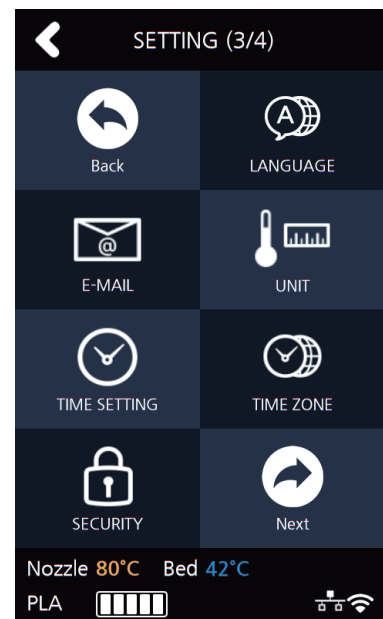 SETTING (3/4)
Back
LANGUAGE
E-MAIL
UNIT
TIME SETTING
TIME ZONE
SECURITY
Next
Nozzle 80°C Bed 42°C
PLA